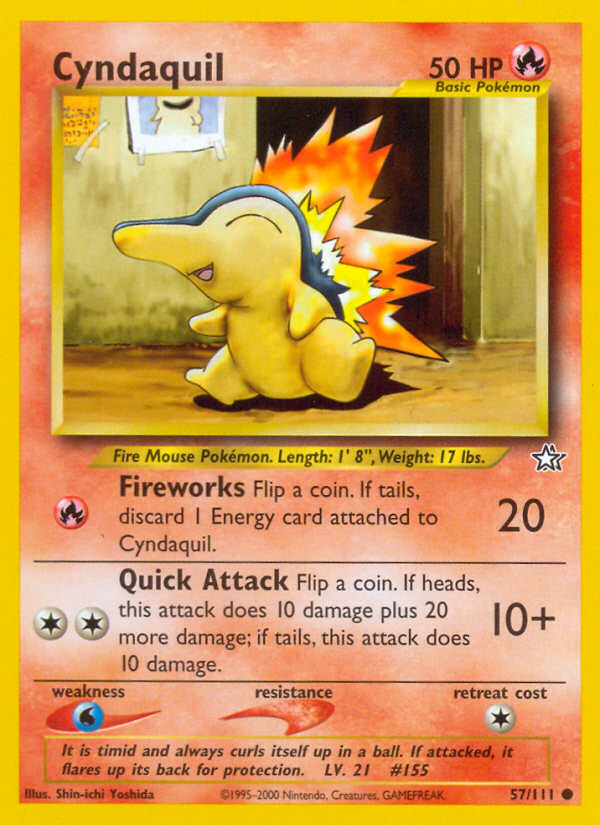 Cyndaquil
50 HP
Basic Pokémon
Fire Mouse Pokémon. Length: 1' 8", Weight: 17 lbs.
Fireworks Flip a coin. If tails,
discard 1 Energy card attached to
Cyndaquil.
20
Quick Attack Flip a coin. If heads,
this attack does 10 damage plus 20
more damage; if tails, this attack does
10 damage.
10+
weakness
resistance
retreat cost
It is timid and always curls itself up in a ball. If attacked, it
flares up its back for protection. LV. 21 #155
Illus. Shin-ichi Yoshida
©1995-2000 Nintendo, Creatures, GAMEFREAK.
57/111